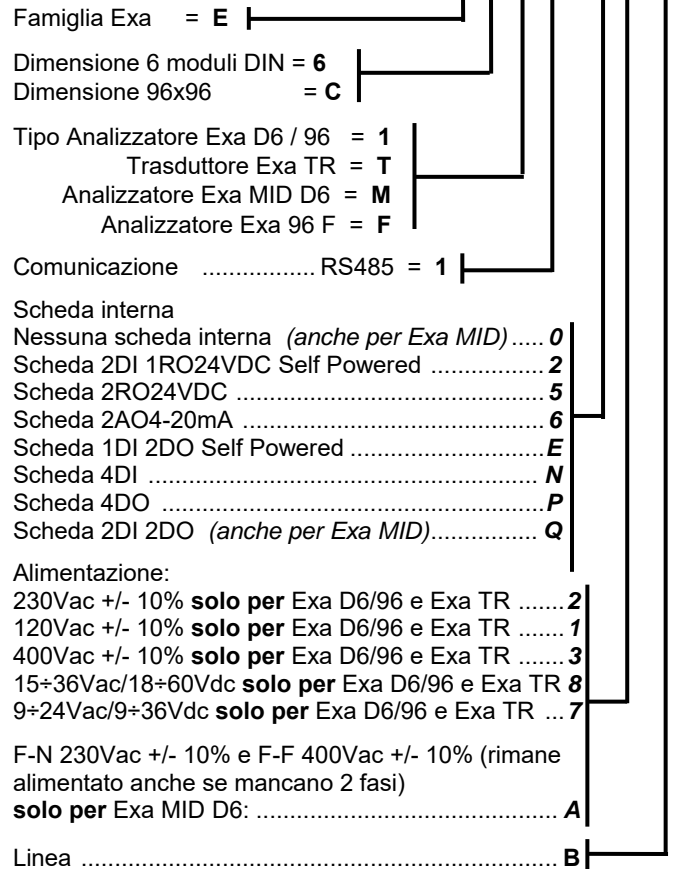 Famiglia Exa = E
Dimensione 6 moduli DIN = 6
Dimensione 96x96 = C
Tipo Analizzatore Exa D6 / 96 = 1
Trasduttore Exa TR = T
Analizzatore Exa MID D6 = M
Analizzatore Exa 96 F = F
Comunicazione ................. RS485 = 1
Scheda interna
Nessuna scheda interna (anche per Exa MID) ..... 0
Scheda 2DI 1RO24VDC Self Powered ................. 2
Scheda 2RO24VDC ............................................ 5
Scheda 2AO4-20mA .......................................... 6
Scheda 1DI 2DO Self Powered ........................... E
Scheda 4DI ....................................................... N
Scheda 4DO ...................................................... P
Scheda 2DI 2DO (anche per Exa MID)................ Q
Alimentazione:
230Vac +/- 10% solo per Exa D6/96 e Exa TR ....... 2
120Vac +/- 10% solo per Exa D6/96 e Exa TR ....... 1
400Vac +/- 10% solo per Exa D6/96 e Exa TR ....... 3
15÷36Vac/18÷60Vdc solo per Exa D6/96 e Exa TR 8
9÷24Vac/9÷36Vdc solo per Exa D6/96 e Exa TR ... 7
F-N 230Vac +/- 10% e F-F 400Vac +/- 10% (rimane
alimentato anche se mancano 2 fasi)
solo per Exa MID D6: .......................................... A
Linea ................................................................ B